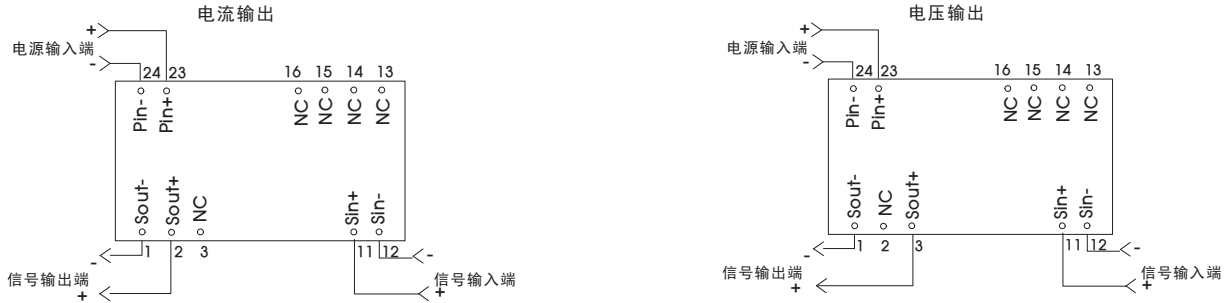 电流输出
+
电源输入端
-
24 23 16 15 14 13
Pin- Pin+ NC NC NC NC
Sout- Sout+ NC Sin+ Sin-
1 2 3 11 12
- -
信号输出端 信号输入端
+ +
电压输出
+
电源输入端
-
24 23 16 15 14 13
Pin- Pin+ NC NC NC NC
Sout- NC Sout+ Sin+ Sin-
1 2 3 11 12
- -
信号输出端 信号输入端
+ +